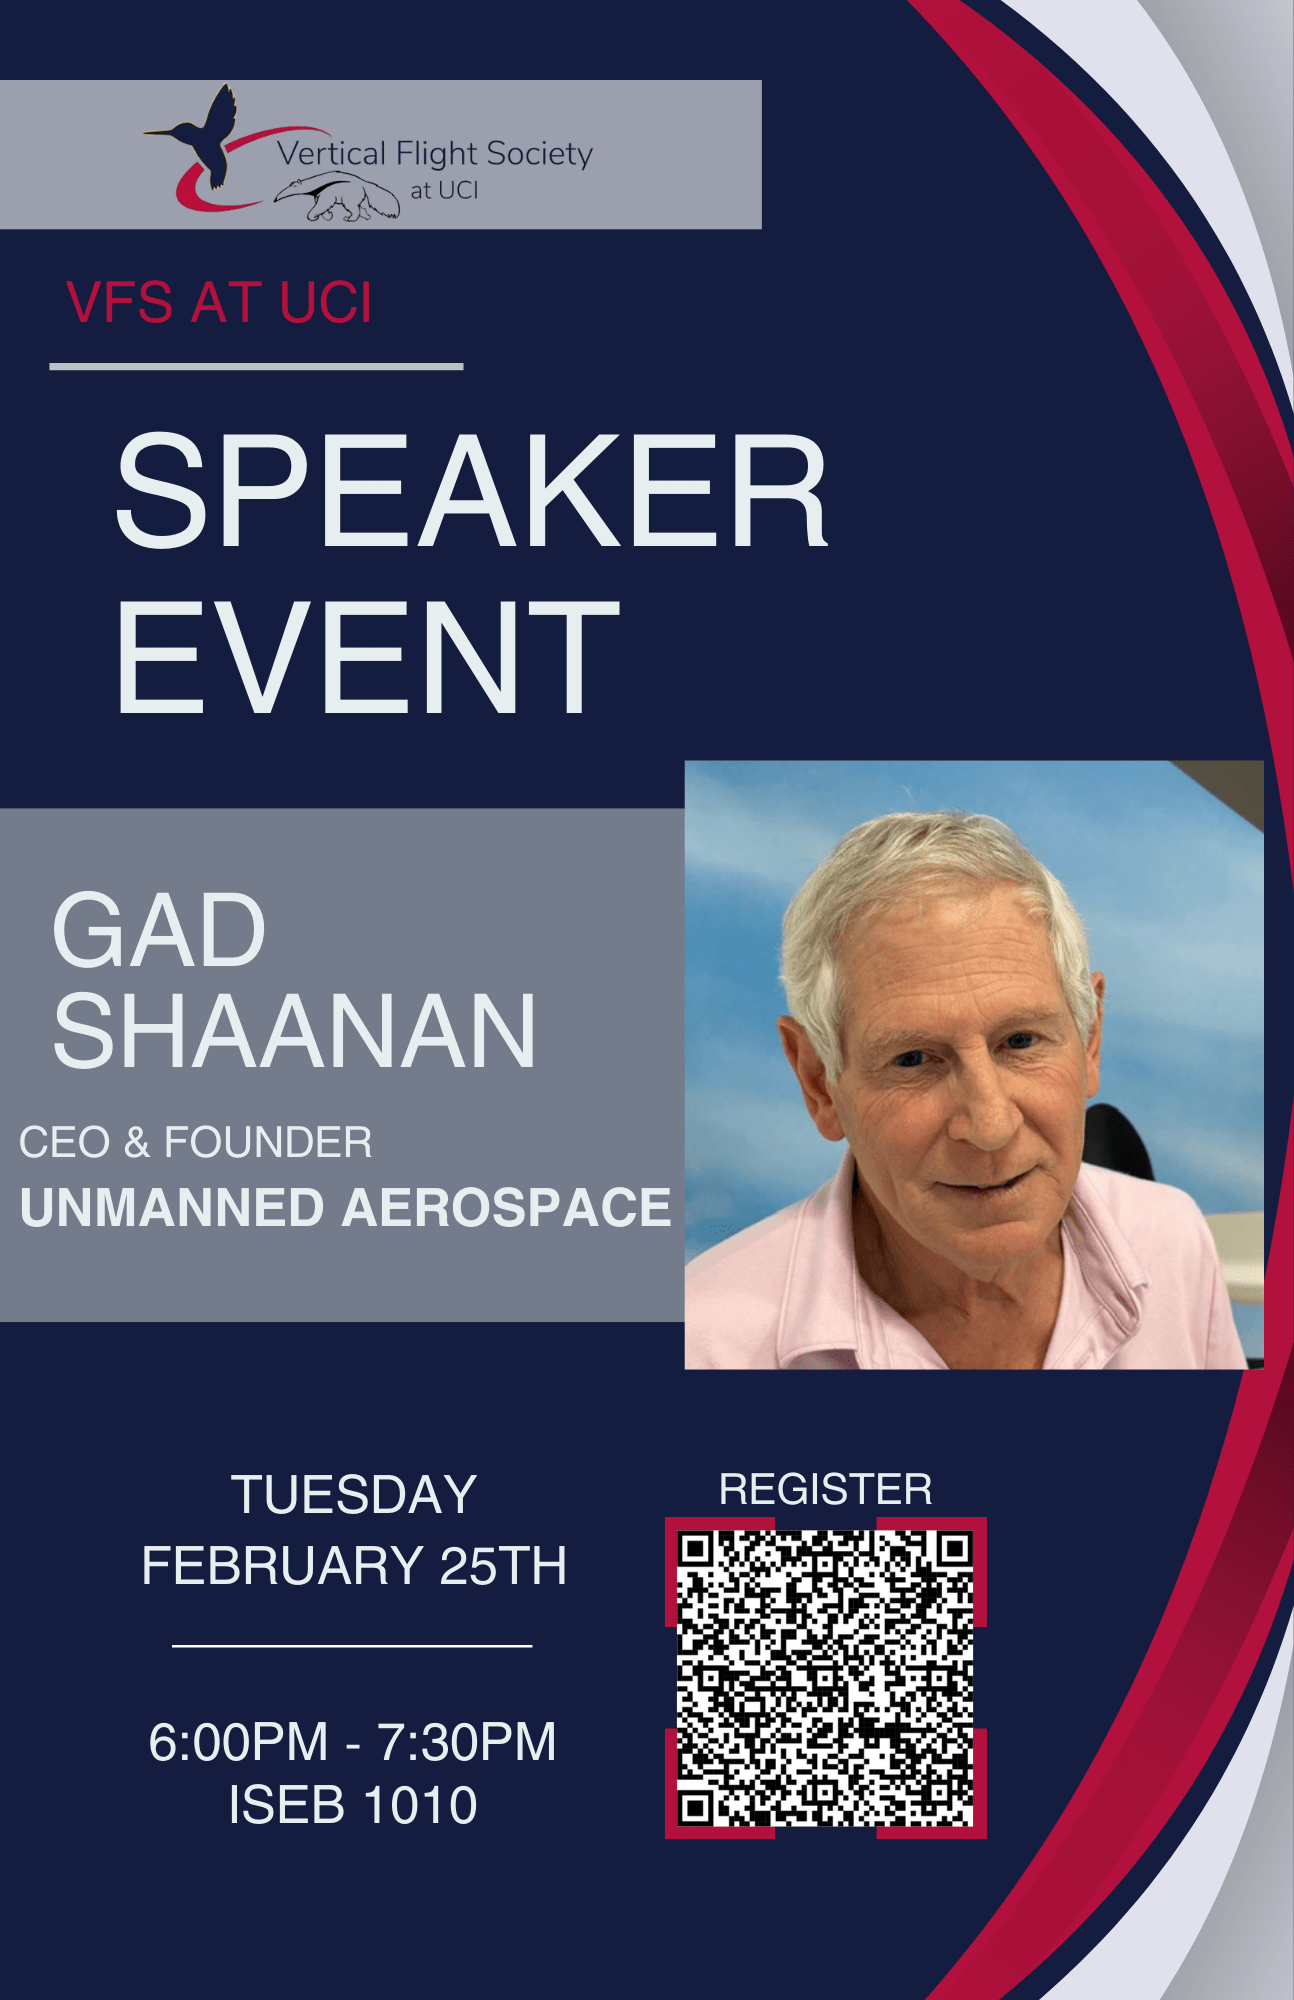 Vertical Flight Society
at UCI
VFS AT UCI
SPEAKER
EVENT
GAD
SHAANAN
CEO & FOUNDER
UNMANNED AEROSPACE
TUESDAY
FEBRUARY 25TH
6:00PM - 7:30PM
ISEB 1010
REGISTER